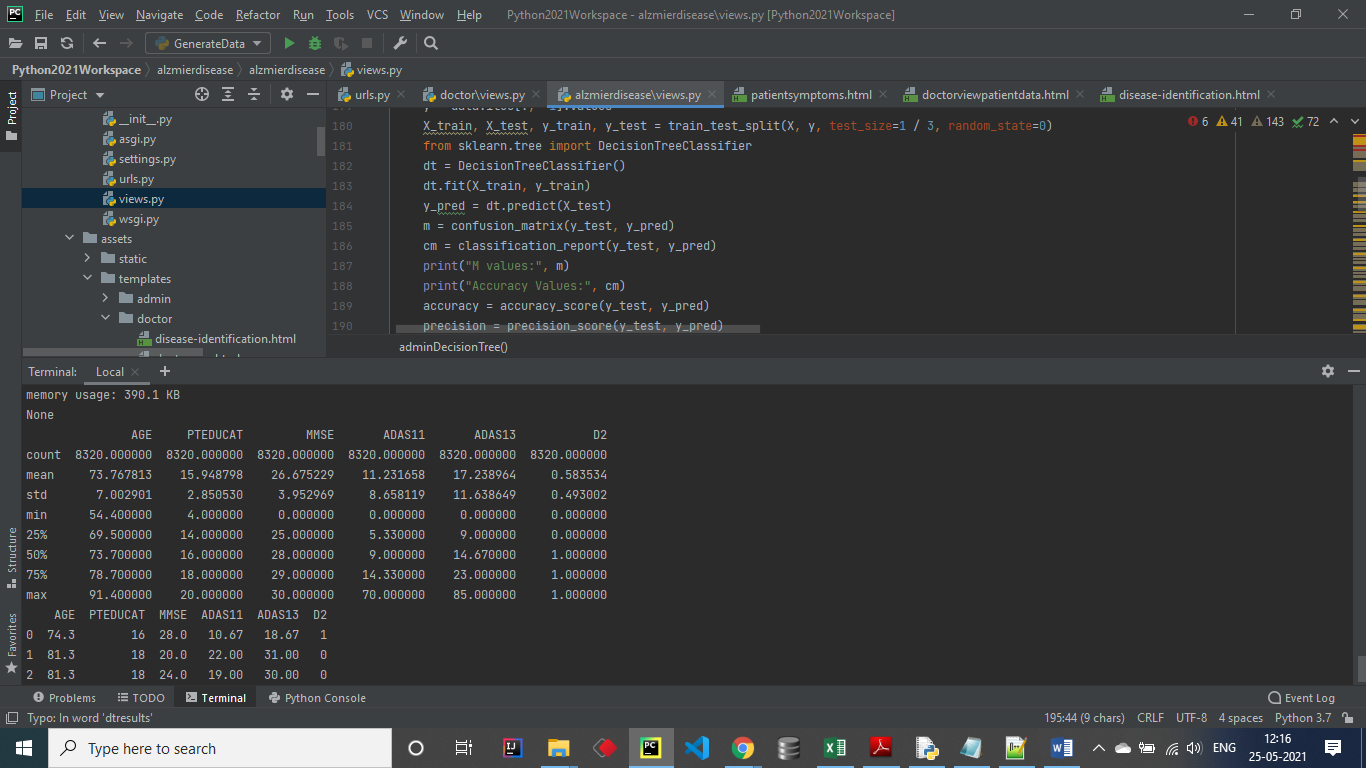 PC File Edit View Navigate Code Refactor Run Tools VCS Window Help Python2021Workspace - alzmierdisease\views.py [Python2021Workspace]
GenerateData
Python2021Workspace alzmierdisease alzmierdisease views.py
Project
Project
urls.py doctor\views.py alzmierdisease\views.py patientsymptoms.html doctorviewpatientdata.html disease-identification.html
__init__.py
asgi.py
settings.py
urls.py
views.py
wsgi.py
assets
static
templates
admin
doctor
disease-identification.html
6 41 143 72
180 X_train, X_test, y_train, y_test = train_test_split(X, y, test_size=1 / 3, random_state=0)
181 from sklearn.tree import DecisionTreeClassifier
182 dt = DecisionTreeClassifier()
183 dt.fit(X_train, y_train)
184 y_pred = dt.predict(X_test)
185 m = confusion_matrix(y_test, y_pred)
186 cm = classification_report(y_test, y_pred)
187 print("M values:", m)
188 print("Accuracy Values:", cm)
189 accuracy = accuracy_score(y_test, y_pred)
190 precision = precision_score(y_test, y_pred)
adminDecisionTree()
Terminal: Local
memory usage: 390.1 KB
None
AGE PTEDUCAT MMSE ADAS11 ADAS13 D2
count 8320.000000 8320.000000 8320.000000 8320.000000 8320.000000 8320.000000
mean 73.767813 15.948798 26.675229 11.231658 17.238964 0.583534
std 7.002901 2.850530 3.952969 8.658119 11.638649 0.493002
min 54.400000 4.000000 0.000000 0.000000 0.000000 0.000000
25% 69.500000 14.000000 25.000000 5.330000 9.000000 0.000000
50% 73.700000 16.000000 28.000000 9.000000 14.670000 1.000000
75% 78.700000 18.000000 29.000000 14.330000 23.000000 1.000000
max 91.400000 20.000000 30.000000 70.000000 85.000000 1.000000
AGE PTEDUCAT MMSE ADAS11 ADAS13 D2
0 74.3 16 28.0 10.67 18.67 1
1 81.3 18 20.0 22.00 31.00 0
2 81.3 18 24.0 19.00 30.00 0
Structure
Favorites
Problems TODO Terminal Python Console Event Log
Typo: In word 'dtresults' 195:44 (9 chars) CRLF UTF-8 4 spaces Python 3.7
Type here to search
ENG
12:16
25-05-2021